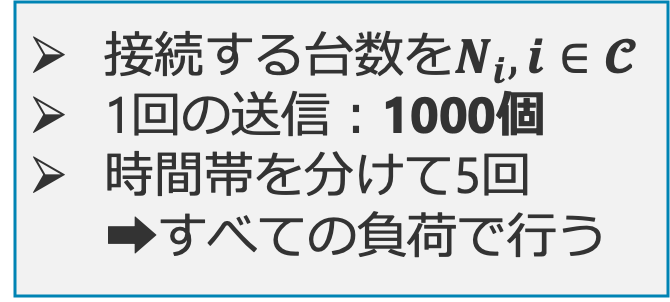 ➢ 接続する台数を𝑵𝒊, 𝒊 ∈ 𝓒
➢ 1回の送信：1000個
➢ 時間帯を分けて5回
➡すべての負荷で行う